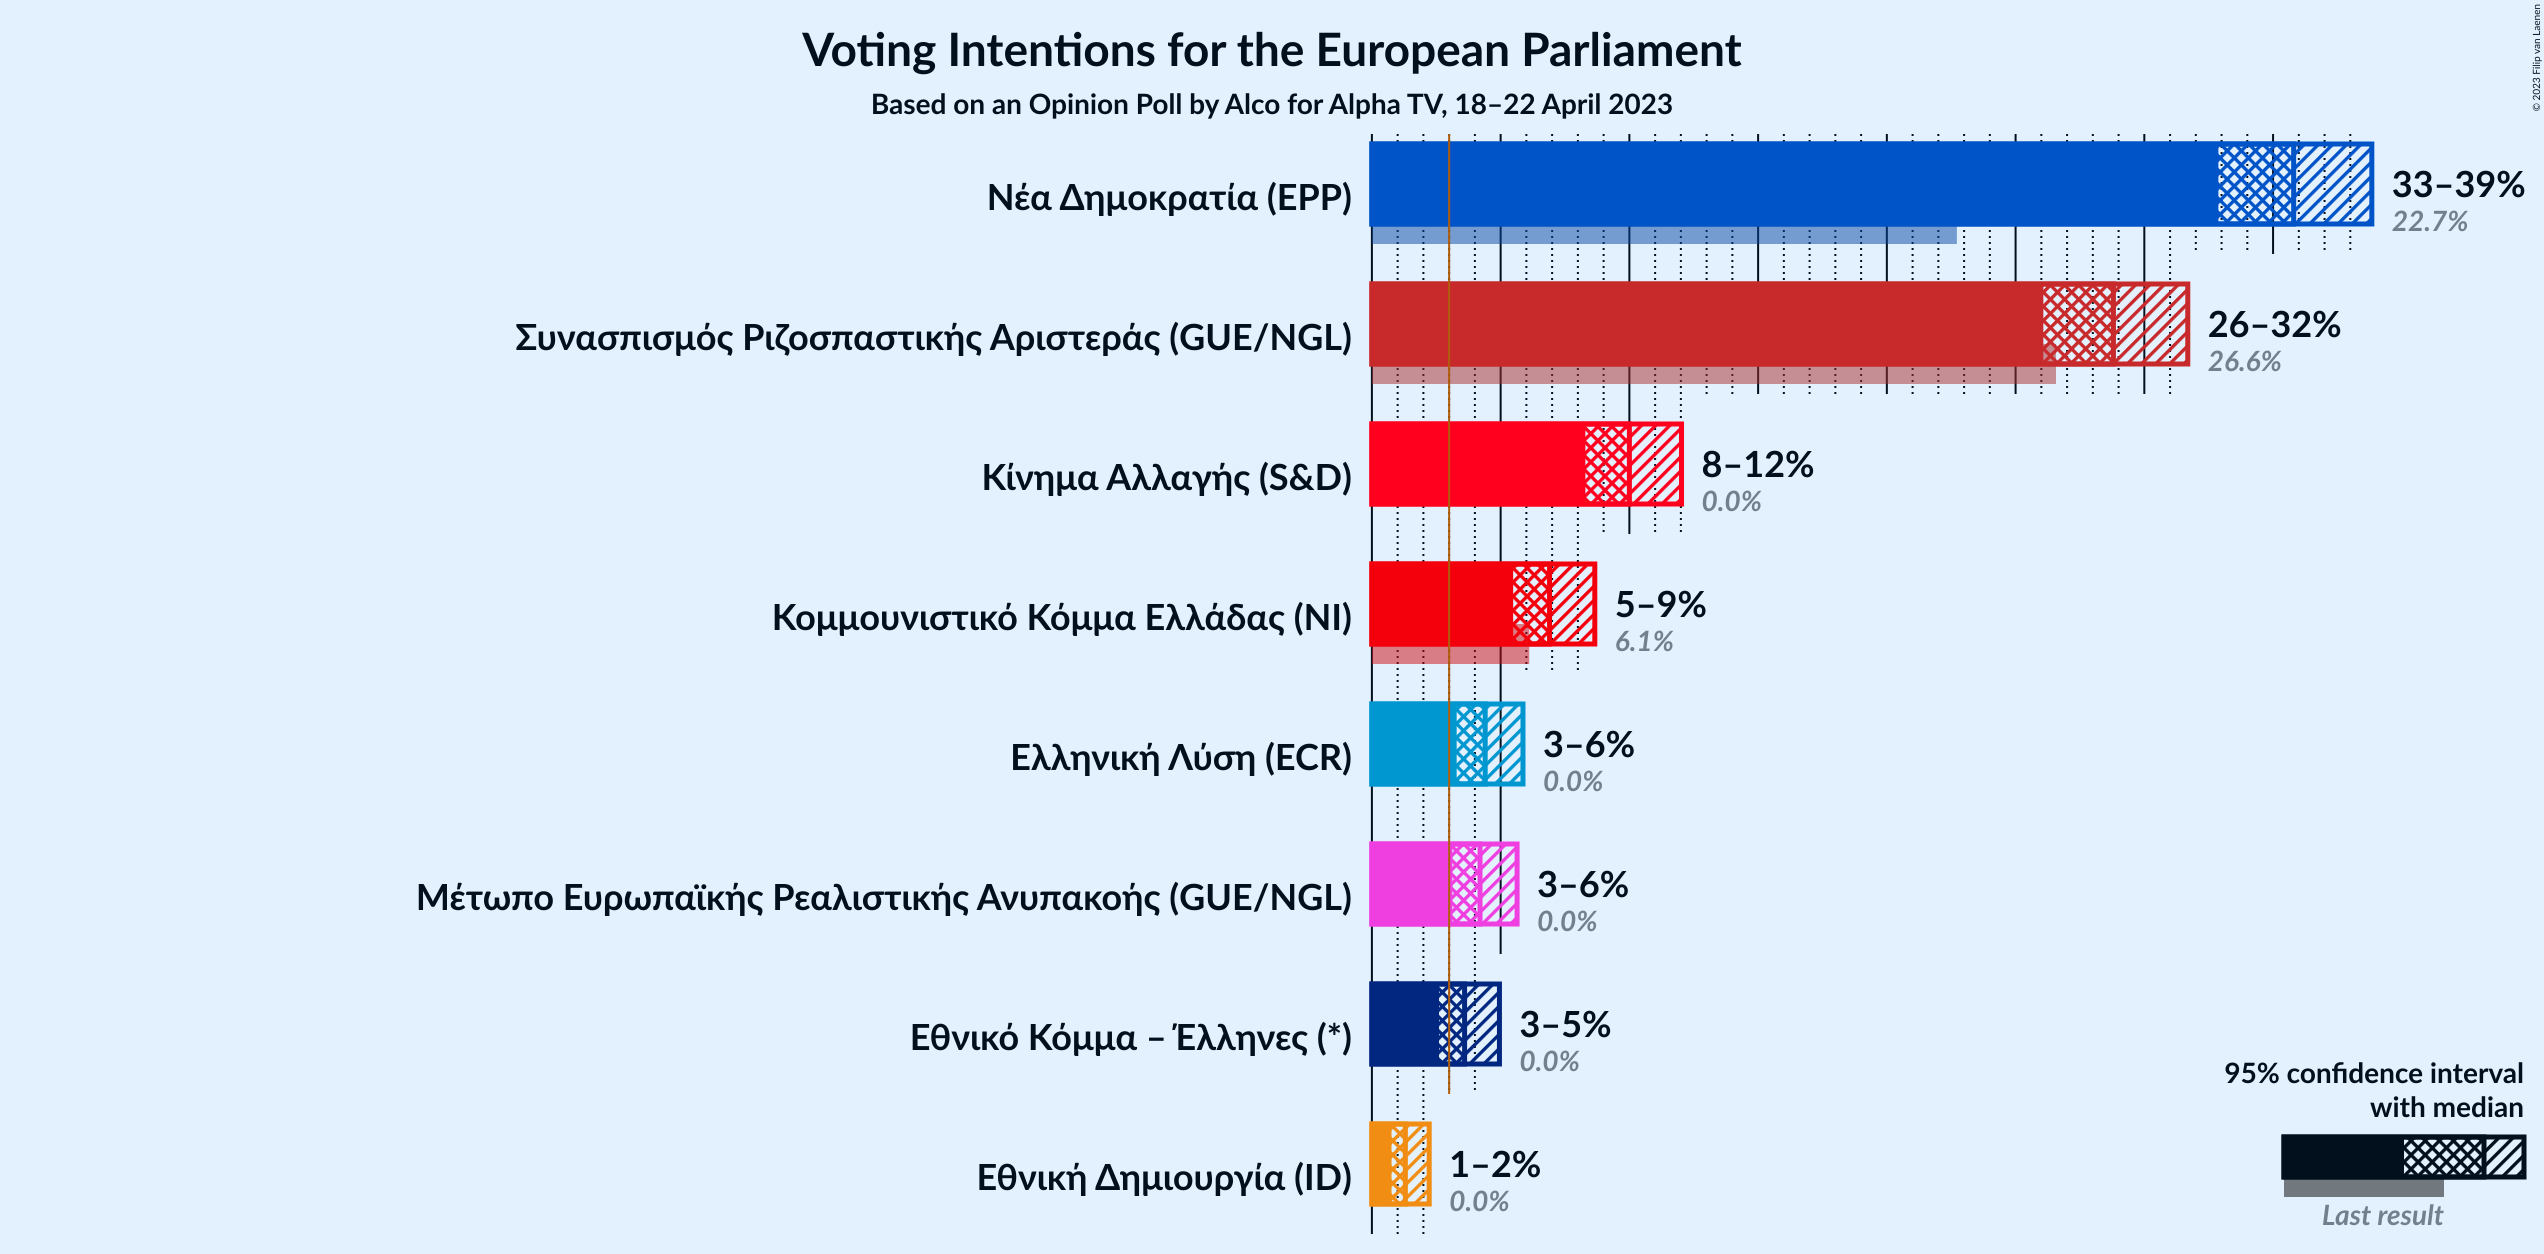 Voting Intentions for the European Parliament
Based on an Opinion Poll by Alco for Alpha TV, 18–22 April 2023
© 2023 Filip van Laenen
Νέα Δημοκρατία (EPP)
33–39%
22.7%
Συνασπισμός Ριζοσπαστικής Αριστεράς (GUE/NGL)
26–32%
26.6%
Κίνημα Αλλαγής (S&D)
8–12%
0.0%
Κομμουνιστικό Κόμμα Ελλάδας (NI)
5–9%
6.1%
Ελληνική Λύση (ECR)
3–6%
0.0%
Μέτωπο Ευρωπαϊκής Ρεαλιστικής Ανυπακοής (GUE/NGL)
3–6%
0.0%
Εθνικό Κόμμα – Έλληνες (*)
3–5%
0.0%
Εθνική Δημιουργία (ID)
1–2%
0.0%
95% confidence interval
with median
Last result